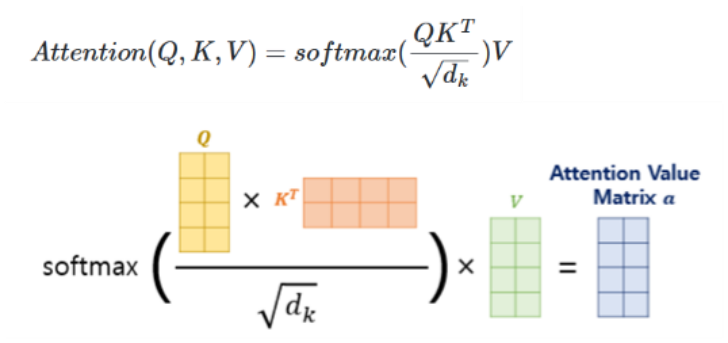 Attention(Q, K, V) = softmax(QK^T / √d_k)V
Q
× K^T
V
Attention Value
Matrix a
softmax ( √d_k ) × =